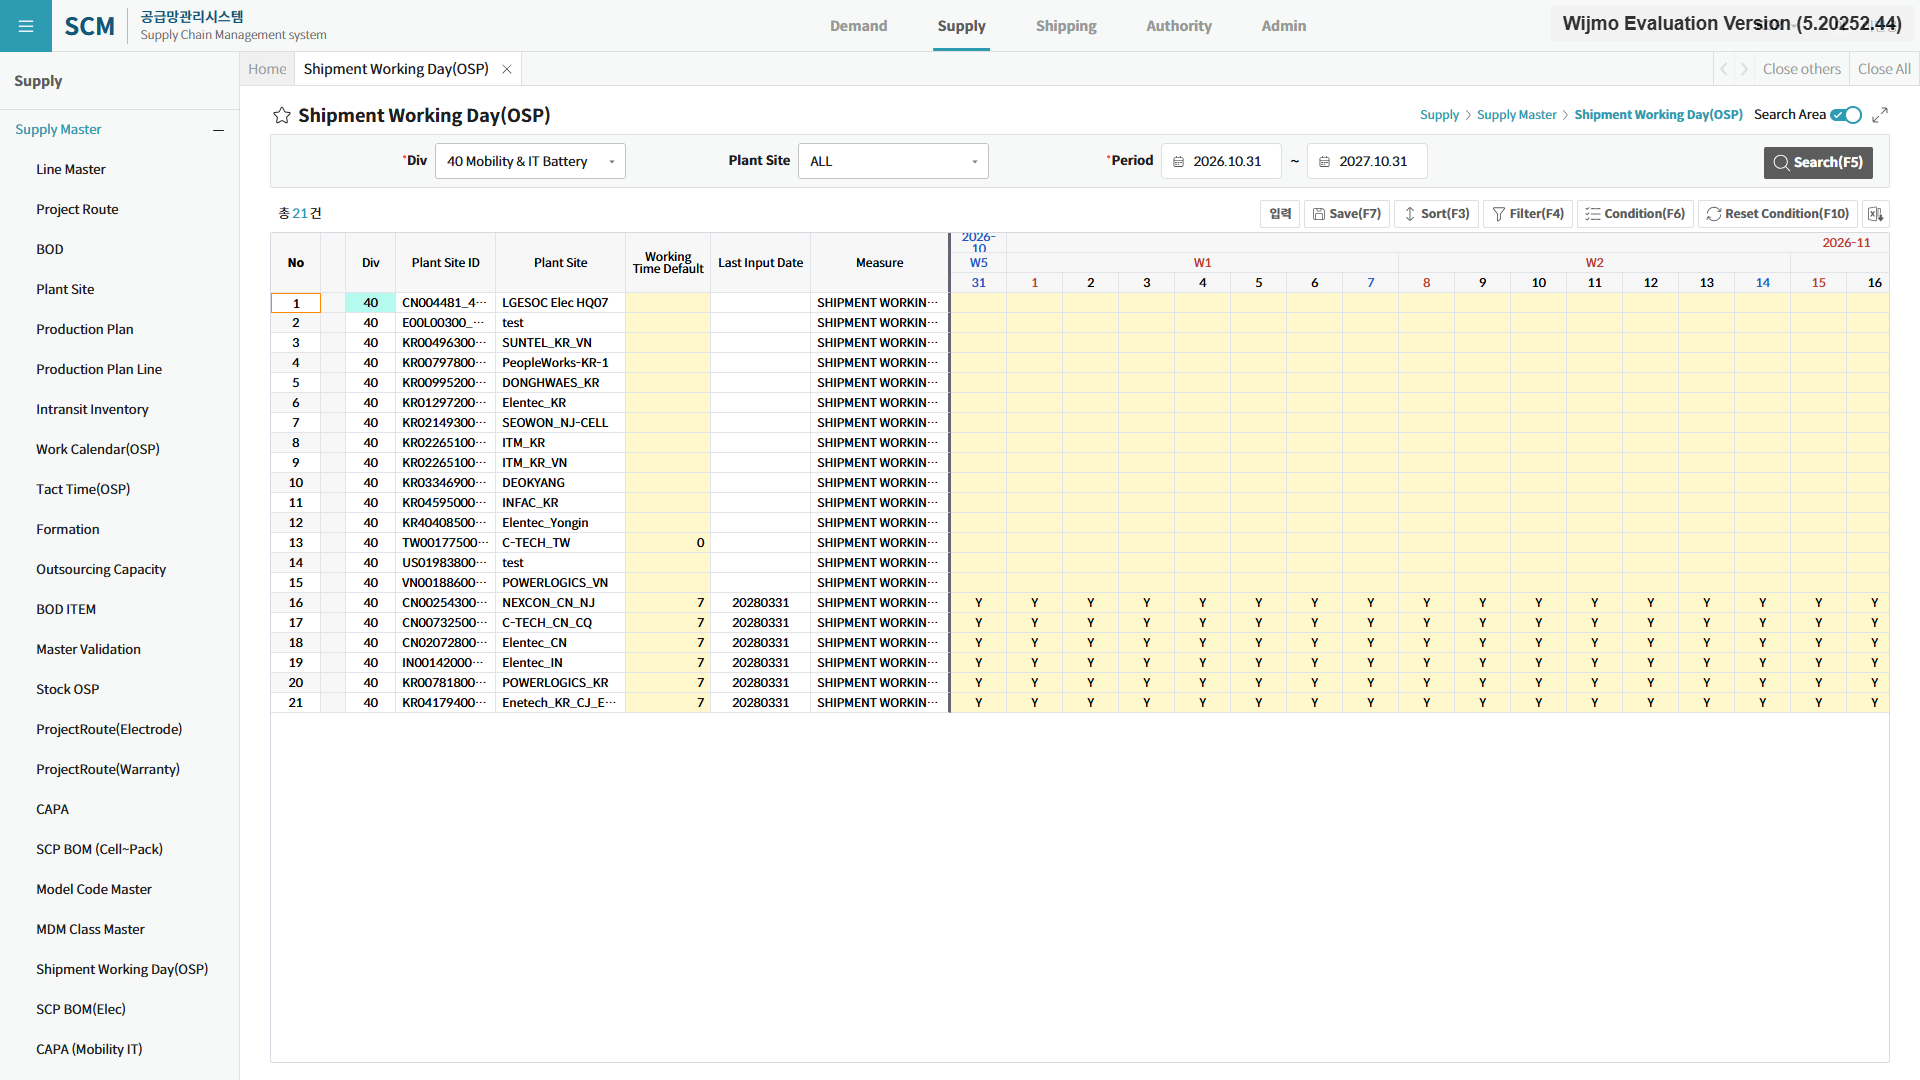 SCM
공급망관리시스템
Supply Chain Management system
Demand
Supply
Shipping
Authority
Admin
Wijmo Evaluation Version (5.20252.44)
Supply
Home
Shipment Working Day(OSP)
Close others
Close All
Supply Master
Line Master
Project Route
BOD
Plant Site
Production Plan
Production Plan Line
Intransit Inventory
Work Calendar(OSP)
Tact Time(OSP)
Formation
Outsourcing Capacity
BOD ITEM
Master Validation
Stock OSP
ProjectRoute(Electrode)
ProjectRoute(Warranty)
CAPA
SCP BOM (Cell~Pack)
Model Code Master
MDM Class Master
Shipment Working Day(OSP)
SCP BOM(Elec)
CAPA (Mobility IT)
Shipment Working Day(OSP)
Supply > Supply Master > Shipment Working Day(OSP) Search Area
*Div 40 Mobility & IT Battery Plant Site ALL *Period 2026.10.31 ~ 2027.10.31 Search(F5)
총 21 건
입력 Save(F7) Sort(F3) Filter(F4) Condition(F6) Reset Condition(F10)
No Div Plant Site ID Plant Site Working Time Default Last Input Date Measure
2026-10 2026-11
W5 W1 W2
31 1 2 3 4 5 6 7 8 9 10 11 12 13 14 15 16
1 40 CN004481_4··· LGESOC Elec HQ07 SHIPMENT WORKIN···
2 40 E00L00300_··· test SHIPMENT WORKIN···
3 40 KR00496300··· SUNTEL_KR_VN SHIPMENT WORKIN···
4 40 KR00797800··· PeopleWorks-KR-1 SHIPMENT WORKIN···
5 40 KR00995200··· DONGHWAES_KR SHIPMENT WORKIN···
6 40 KR01297200··· Elentec_KR SHIPMENT WORKIN···
7 40 KR02149300··· SEOWON_NJ-CELL SHIPMENT WORKIN···
8 40 KR02265100··· ITM_KR SHIPMENT WORKIN···
9 40 KR02265100··· ITM_KR_VN SHIPMENT WORKIN···
10 40 KR03346900··· DEOKYANG SHIPMENT WORKIN···
11 40 KR04595000··· INFAC_KR SHIPMENT WORKIN···
12 40 KR40408500··· Elentec_Yongin SHIPMENT WORKIN···
13 40 TW00177500··· C-TECH_TW 0 SHIPMENT WORKIN···
14 40 US01983800··· test SHIPMENT WORKIN···
15 40 VN00188600··· POWERLOGICS_VN SHIPMENT WORKIN···
16 40 CN00254300··· NEXCON_CN_NJ 7 20280331 SHIPMENT WORKIN··· Y Y Y Y Y Y Y Y Y Y Y Y Y Y Y Y Y
17 40 CN00732500··· C-TECH_CN_CQ 7 20280331 SHIPMENT WORKIN··· Y Y Y Y Y Y Y Y Y Y Y Y Y Y Y Y Y
18 40 CN02072800··· Elentec_CN 7 20280331 SHIPMENT WORKIN··· Y Y Y Y Y Y Y Y Y Y Y Y Y Y Y Y Y
19 40 IN00142000··· Elentec_IN 7 20280331 SHIPMENT WORKIN··· Y Y Y Y Y Y Y Y Y Y Y Y Y Y Y Y Y
20 40 KR00781800··· POWERLOGICS_KR 7 20280331 SHIPMENT WORKIN··· Y Y Y Y Y Y Y Y Y Y Y Y Y Y Y Y Y
21 40 KR04179400··· Enetech_KR_CJ_E··· 7 20280331 SHIPMENT WORKIN··· Y Y Y Y Y Y Y Y Y Y Y Y Y Y Y Y Y